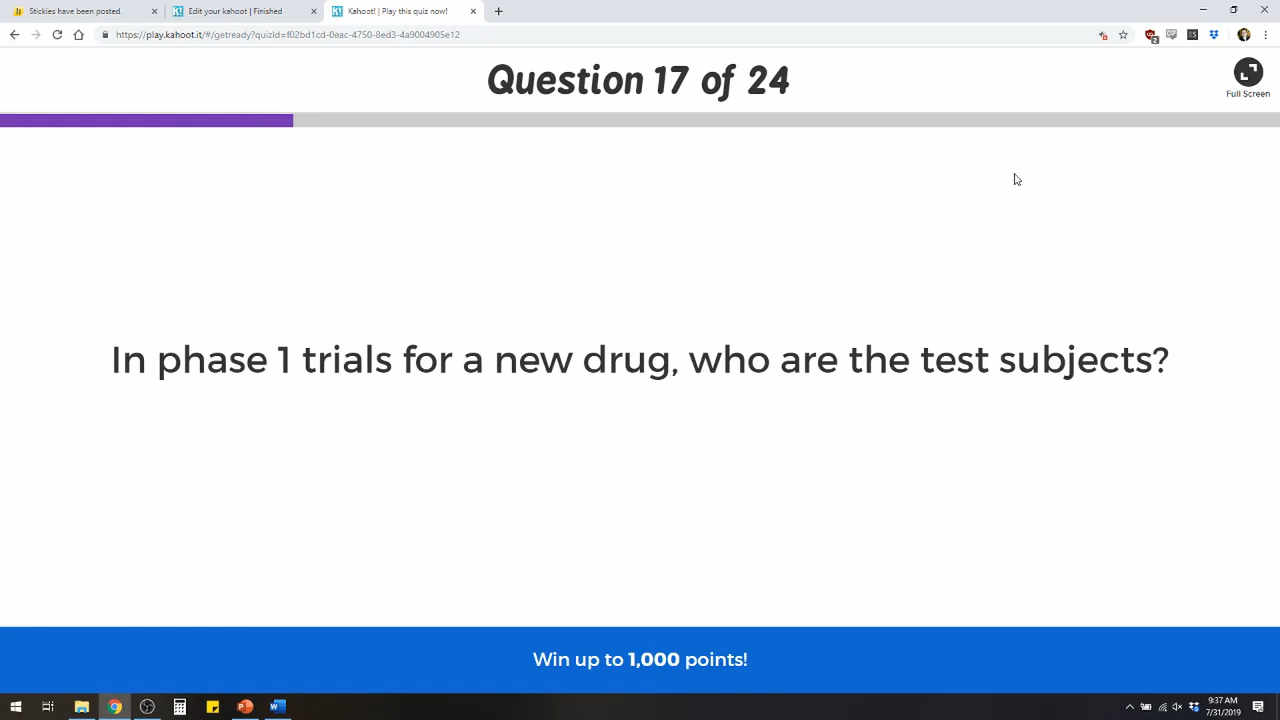 Stickies have been posted.
Edit your kahoot | Finished
Kahoot! | Play this quiz now!
https://play.kahoot.it/#/getready?quizId=f02bd1cd-0eac-4750-8ed3-4a9004905e12
Question 17 of 24
Full Screen
In phase 1 trials for a new drug, who are the test subjects?
Win up to 1,000 points!
9:37 AM
7/31/2019